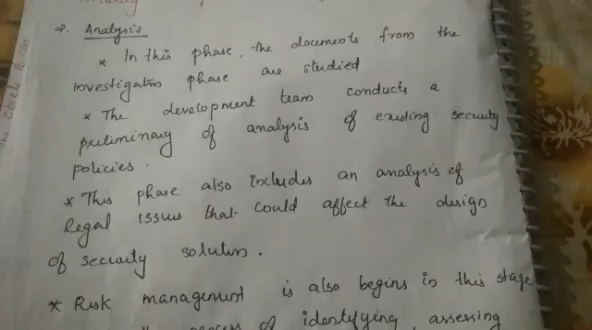 2. Analysis
* In this phase, the documents from the
Investigation phase are studied
* The development team conducts a
preliminary of analysis of existing security
policies.
* This phase also includes an analysis of
legal issues that could affect the design
of security solution.
* Risk management is also begins in this stage
process of identifying, assessing